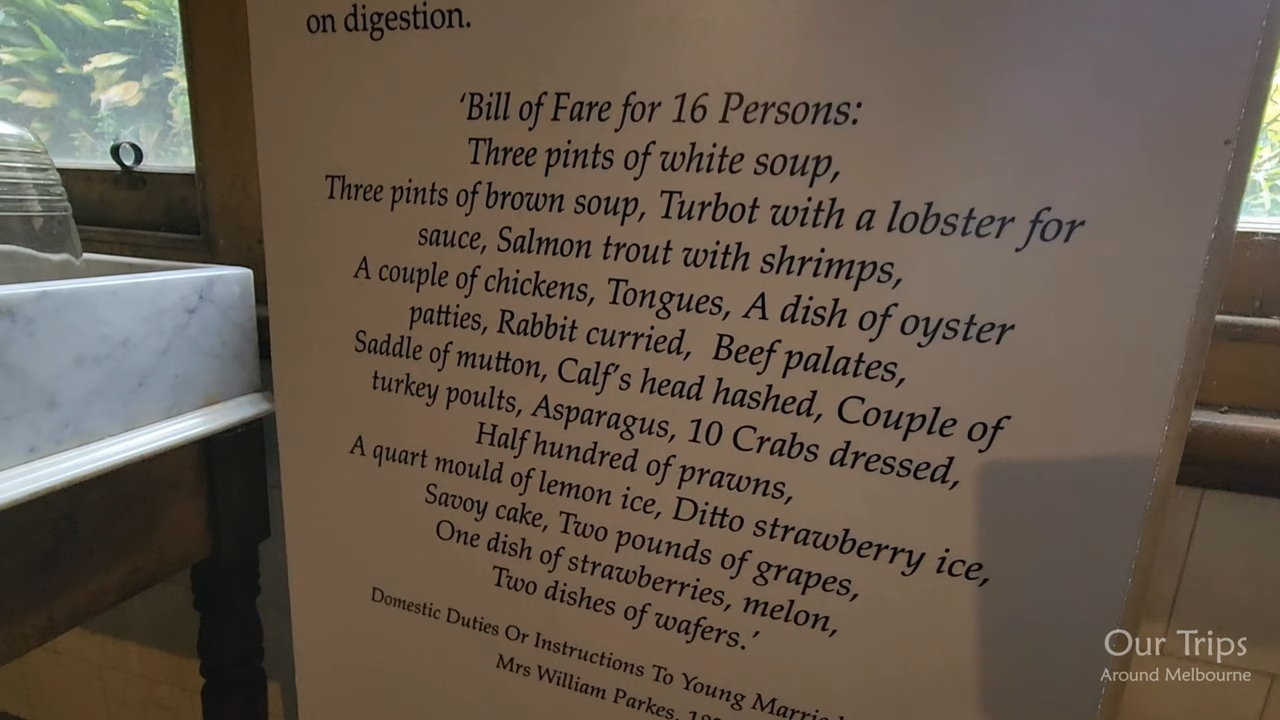 on digestion.
'Bill of Fare for 16 Persons:
Three pints of white soup,
Three pints of brown soup, Turbot with a lobster for
sauce, Salmon trout with shrimps,
A couple of chickens, Tongues, A dish of oyster
patties, Rabbit curried, Beef palates,
Saddle of mutton, Calf's head hashed, Couple of
turkey poults, Asparagus, 10 Crabs dressed,
Half hundred of prawns,
A quart mould of lemon ice, Ditto strawberry ice,
Savoy cake, Two pounds of grapes,
One dish of strawberries, melon,
Two dishes of wafers.'
Domestic Duties Or Instructions To Young
Mrs William Parkes,
Our Trips
Around Melbourne